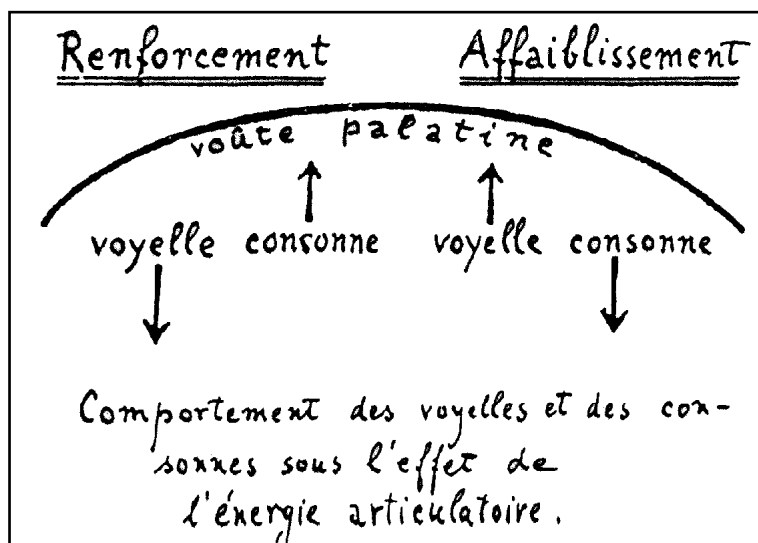 Renforcement Affaiblissement
voûte palatine
voyelle consonne voyelle consonne
Comportement des voyelles et des con-
sonnes sous l'effet de
l'énergie articulatoire.